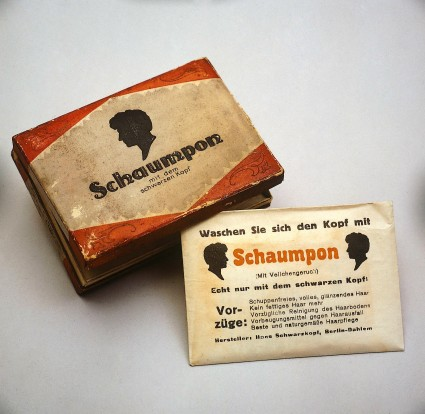 Schaumpon
mit dem
schwarzen Kopf
Waschen Sie sich den Kopf mit
Schaumpon
(Mit Veilchengeruch)
Echt nur mit dem schwarzen Kopf!
Vor-
züge:
Schuppenfreies, volles, glänzendes Haar
Kein fettiges Haar mehr
Vorzügliche Reinigung des Haarbodens
Vorbeugungsmittel gegen Haarausfall
Beste und naturgemäße Haarpflege
Hersteller: Hans Schwarzkopf, Berlin-Dahlem